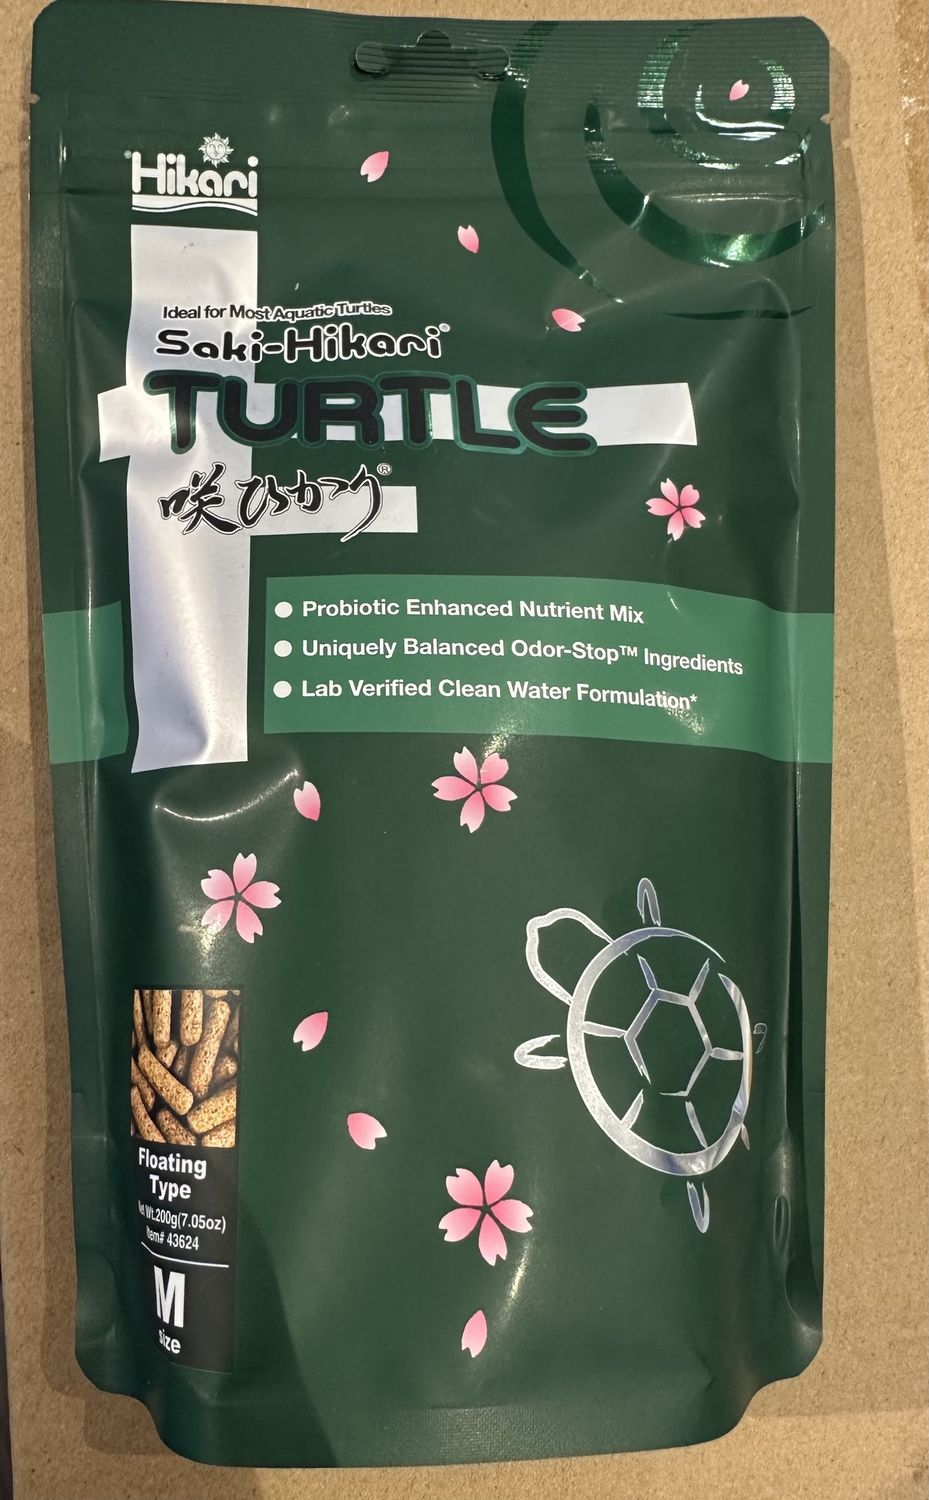 Hikari
Ideal for Most Aquatic Turtles
Saki-Hikari®
TURTLE
咲ひかり®
● Probiotic Enhanced Nutrient Mix
● Uniquely Balanced Odor-Stop™ Ingredients
● Lab Verified Clean Water Formulation*
Floating
Type
Net Wt.200g(7.05oz)
Item# 43624
M
size